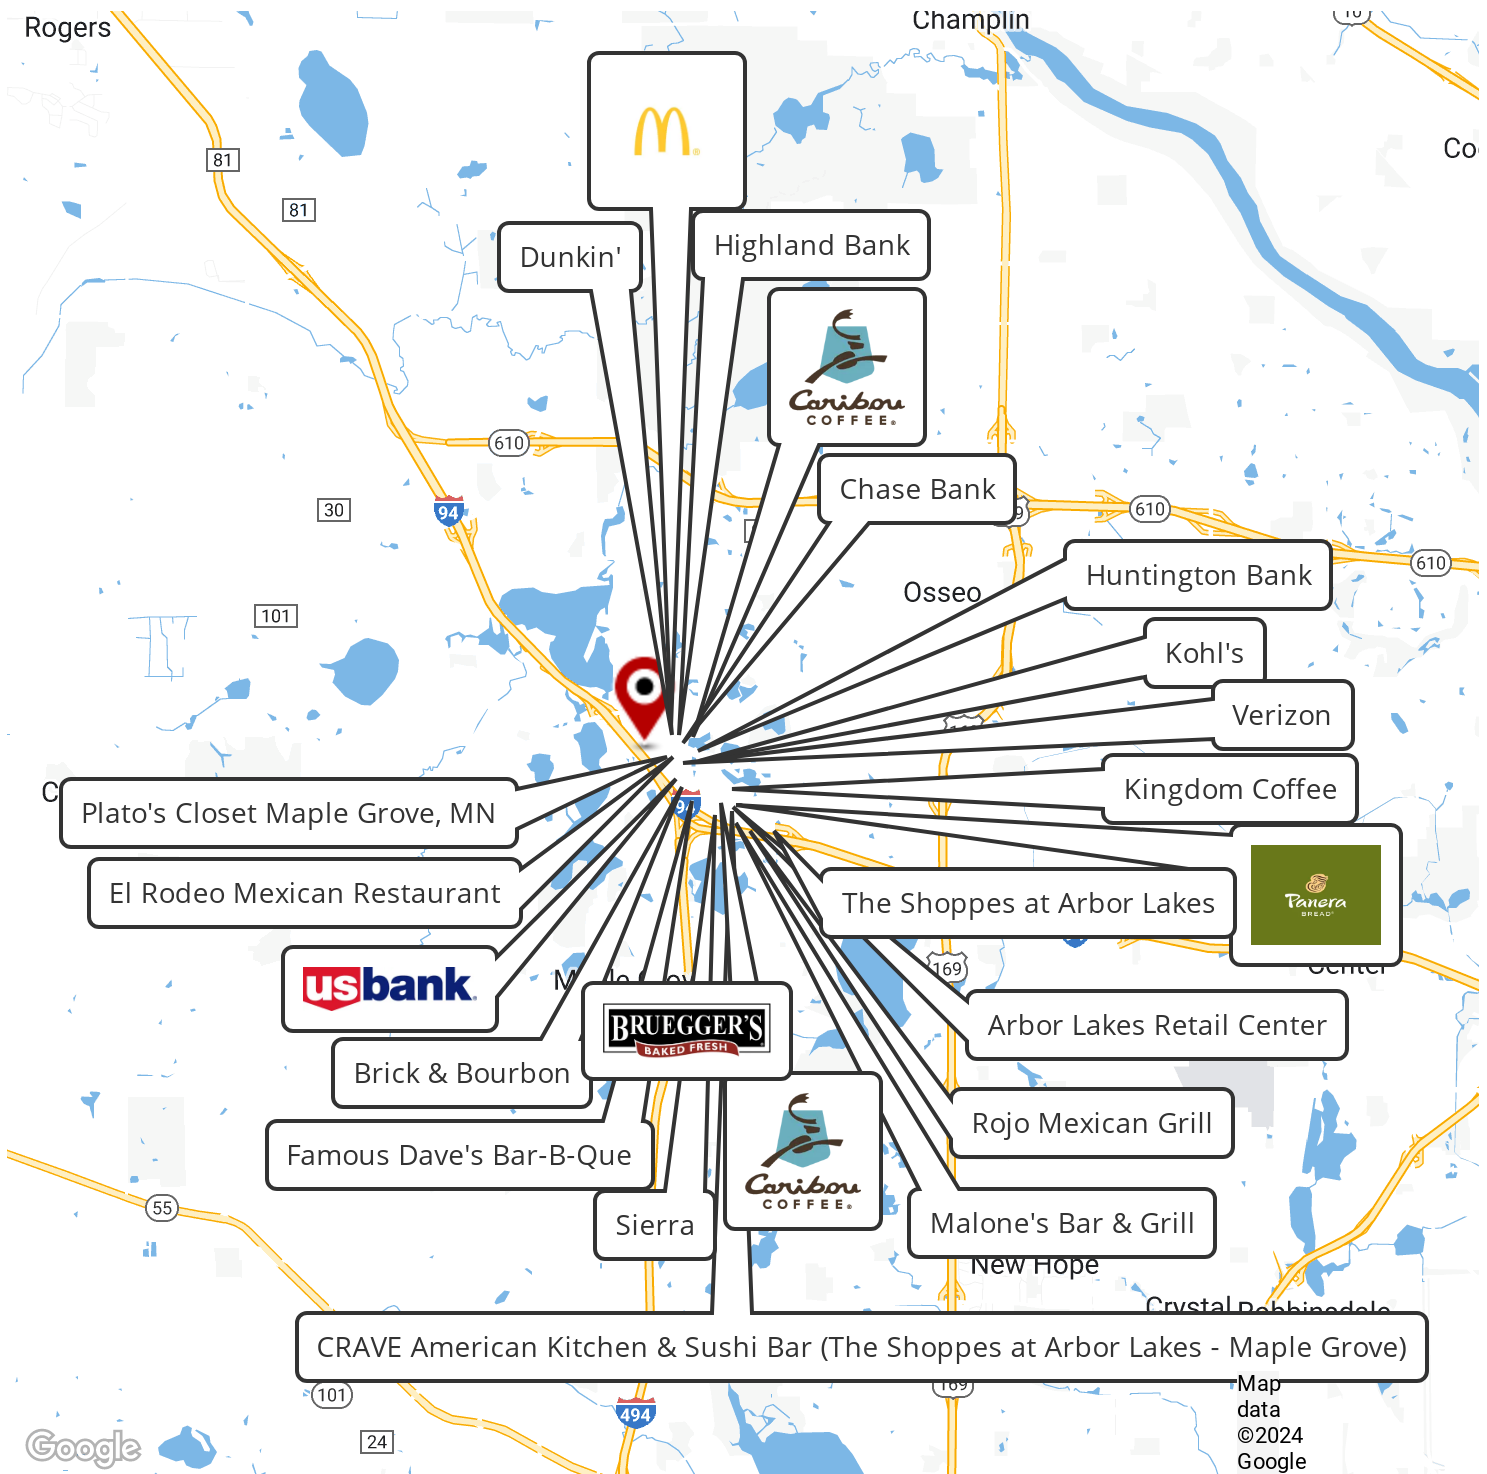 Rogers
Champlin
10
81
81
Dunkin'
Highland Bank
Caribou
COFFEE
610
Chase Bank
30
94
610
610
Huntington Bank
101
Osseo
Kohl's
Verizon
Kingdom Coffee
Plato's Closet Maple Grove, MN
El Rodeo Mexican Restaurant
The Shoppes at Arbor Lakes
Panera
BREAD
usbank
169
BRUEGGER'S
BAKED FRESH
Arbor Lakes Retail Center
Brick & Bourbon
Rojo Mexican Grill
Famous Dave's Bar-B-Que
Caribou
COFFEE
55
Sierra
Malone's Bar & Grill
New Hope
Crystal
Robbinsdale
CRAVE American Kitchen & Sushi Bar (The Shoppes at Arbor Lakes - Maple Grove)
101
169
494
24
Google
Map
data
©2024
Google